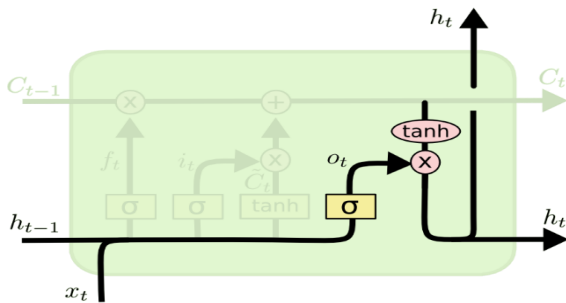 h_t
C_{t-1} × + C_t
tanh
f_t i_t × C̃_t o_t ×
σ σ tanh σ
h_{t-1} h_t
x_t